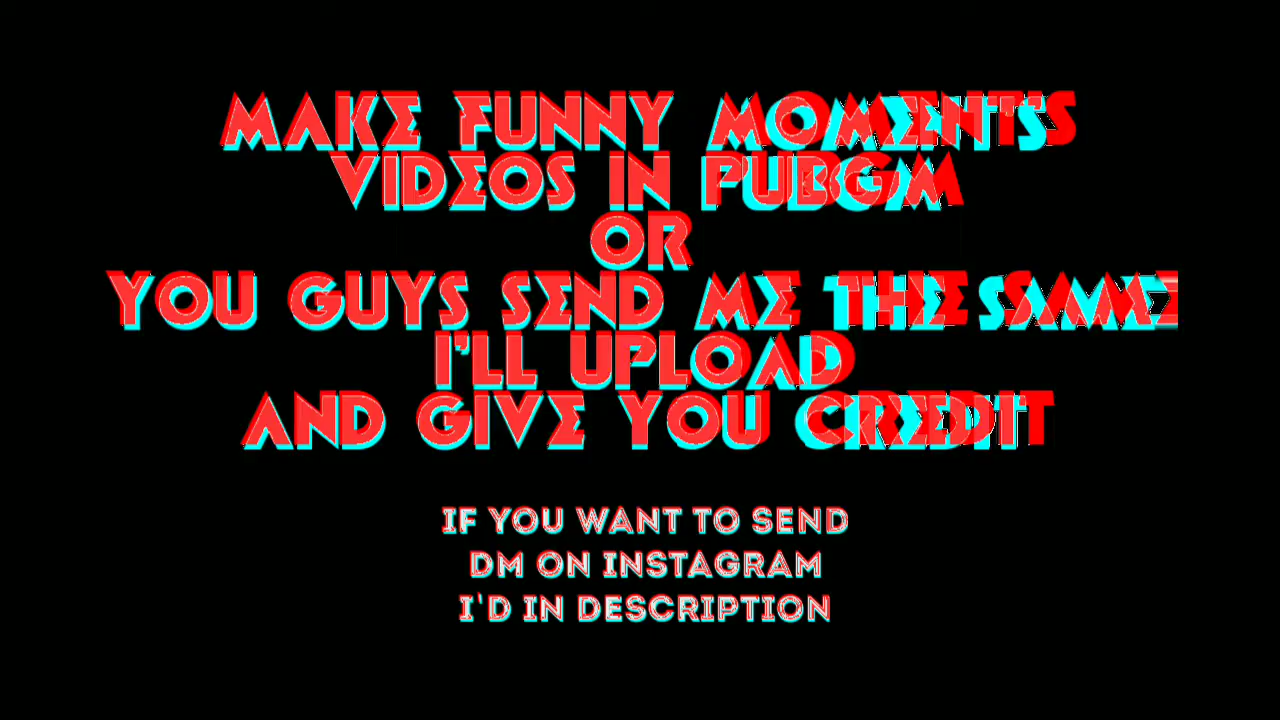 MAKE FUNNY MOMENTS
VIDEOS IN PUBGM
OR
YOU GUYS SEND ME THE SAME
I'LL UPLOAD
AND GIVE YOU CREDIT
IF YOU WANT TO SEND
DM ON INSTAGRAM
I'D IN DESCRIPTION